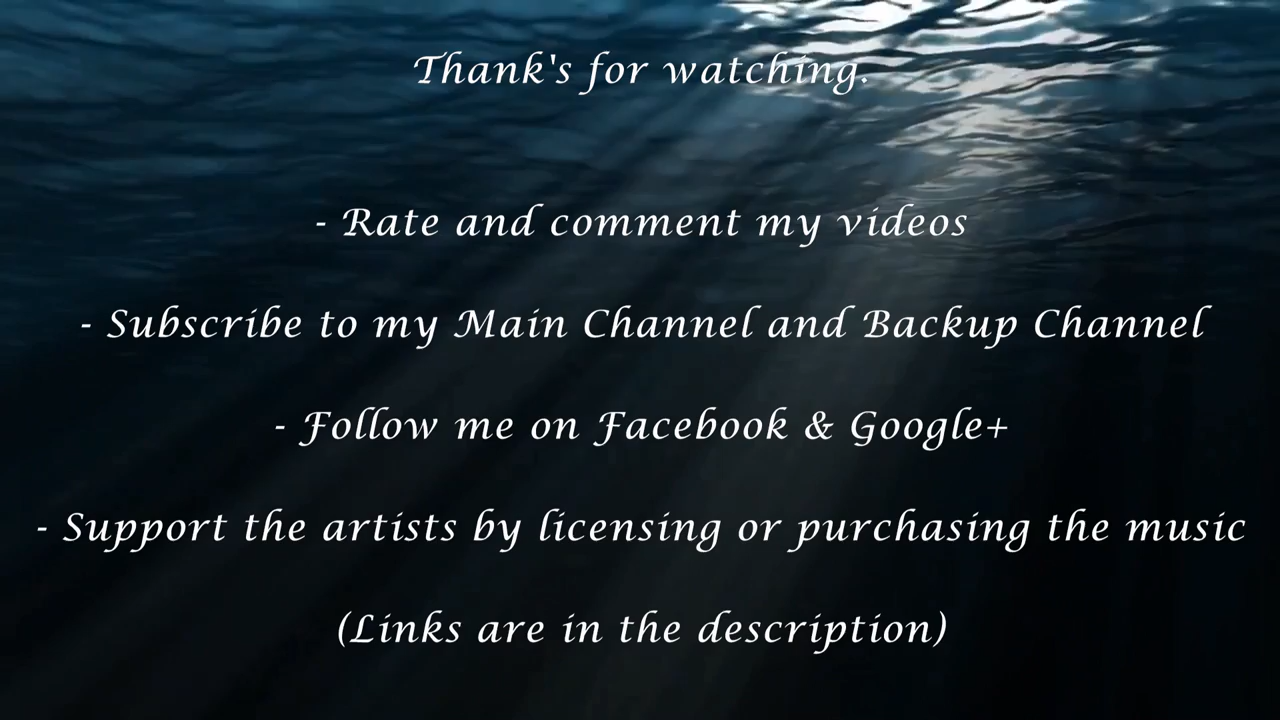 Thank's for watching.
- Rate and comment my videos
- Subscribe to my Main Channel and Backup Channel
- Follow me on Facebook & Google+
- Support the artists by licensing or purchasing the music
(Links are in the description)